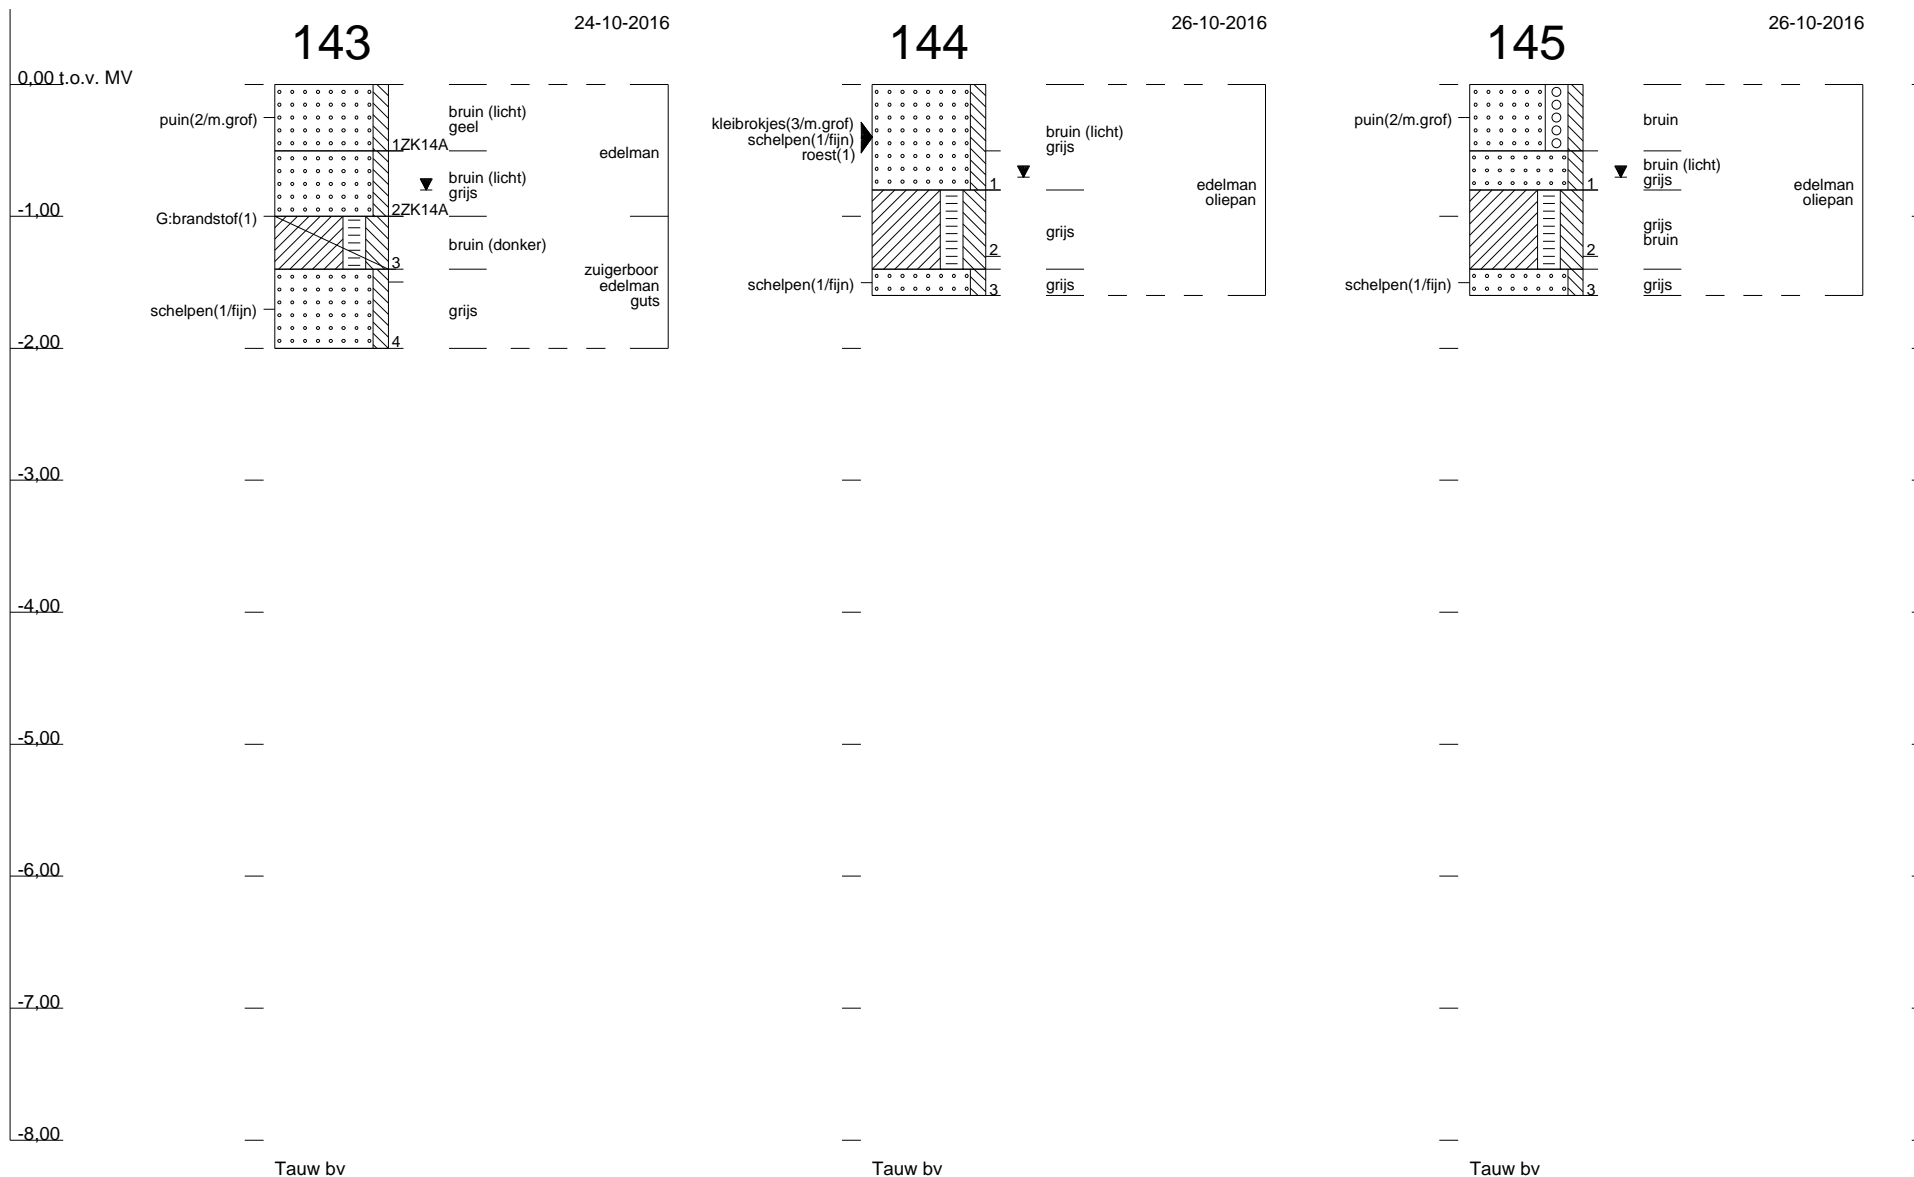 143
24-10-2016
144
26-10-2016
145
26-10-2016
0,00 t.o.v. MV
-1,00
-2,00
-3,00
-4,00
-5,00
-6,00
-7,00
-8,00
puin(2/m.grof)
G:brandstof(1)
schelpen(1/fijn)
1ZK14A
2ZK14A
3
4
bruin (licht)
geel
bruin (licht)
grijs
bruin (donker)
grijs
edelman
zuigerboor
edelman
guts
kleibrokjes(3/m.grof)
schelpen(1/fijn)
roest(1)
schelpen(1/fijn)
1
2
3
bruin (licht)
grijs
grijs
grijs
edelman
oliepan
puin(2/m.grof)
schelpen(1/fijn)
1
2
3
bruin
bruin (licht)
grijs
grijs
bruin
grijs
edelman
oliepan
Tauw bv
Tauw bv
Tauw bv